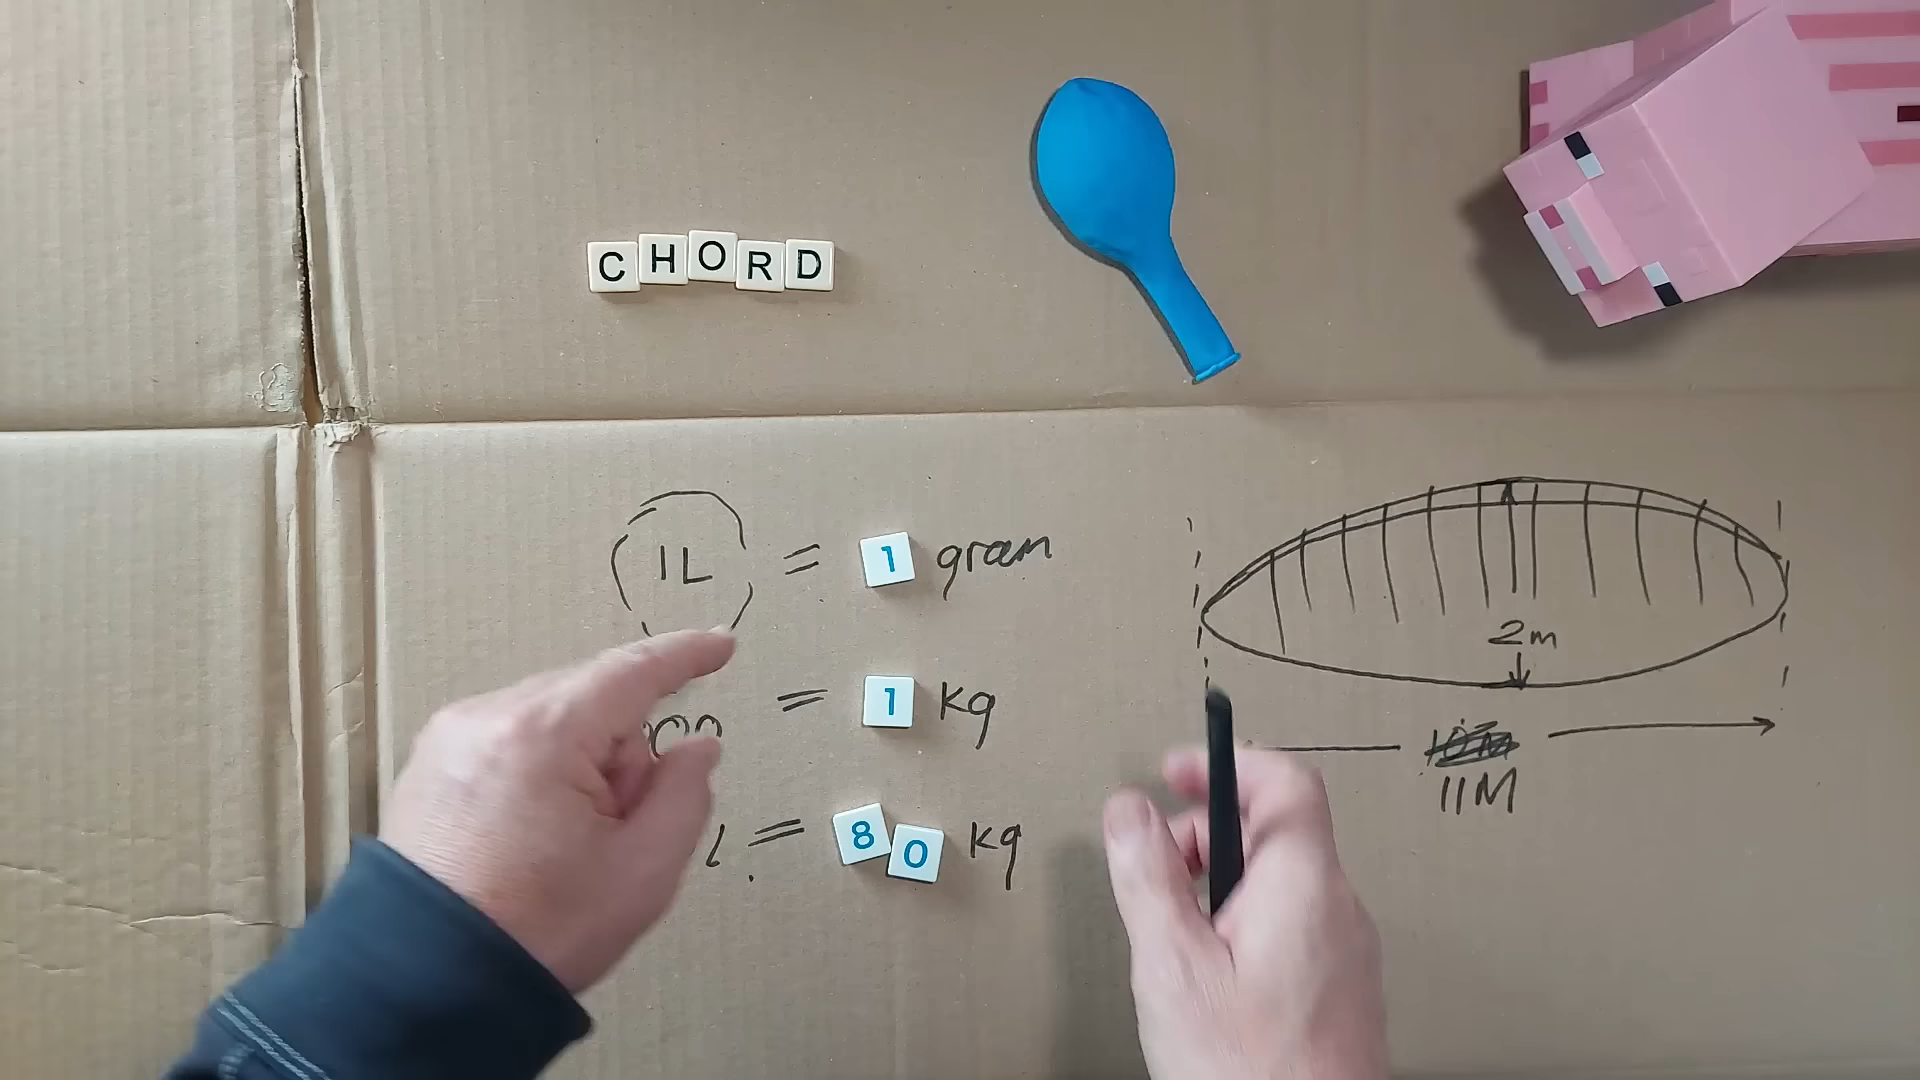 CHORD
1L = 1 gram
= 1 kg
= 80 kg
2m
11M